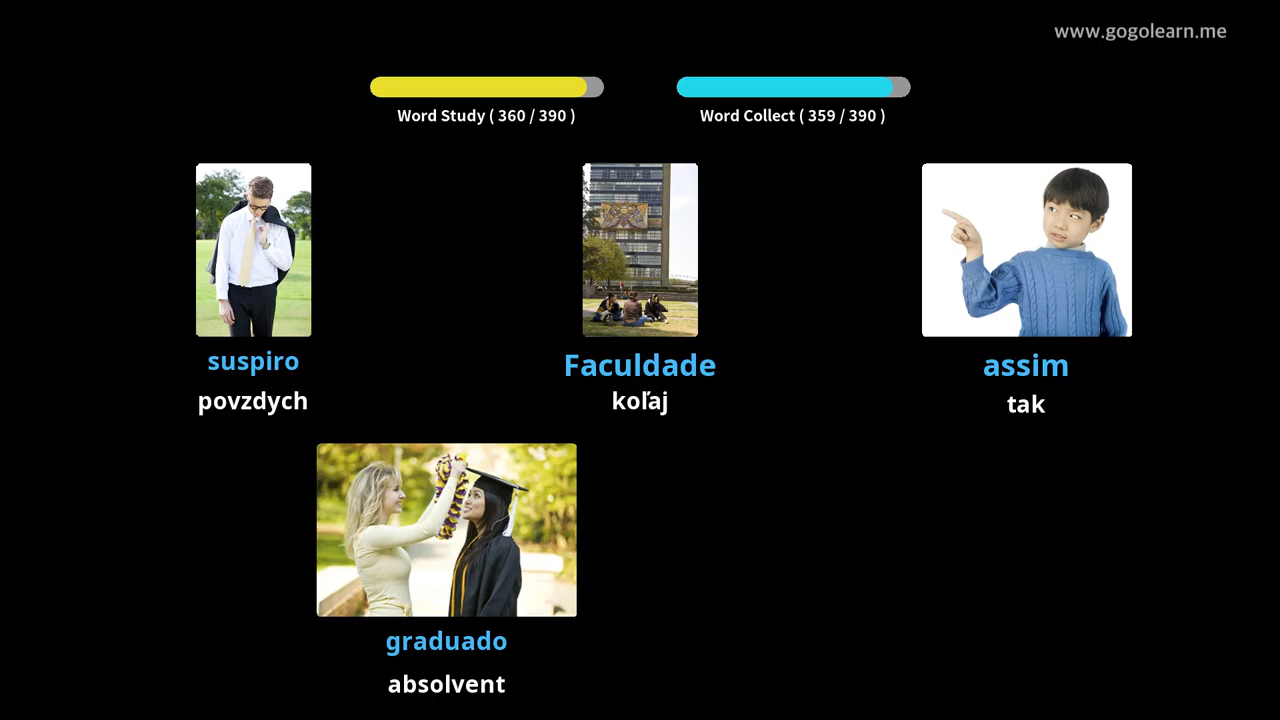 www.gogolearn.me
Word Study ( 360 / 390 )
Word Collect ( 359 / 390 )
suspiro
Faculdade
assim
povzdych
koľaj
tak
graduado
absolvent